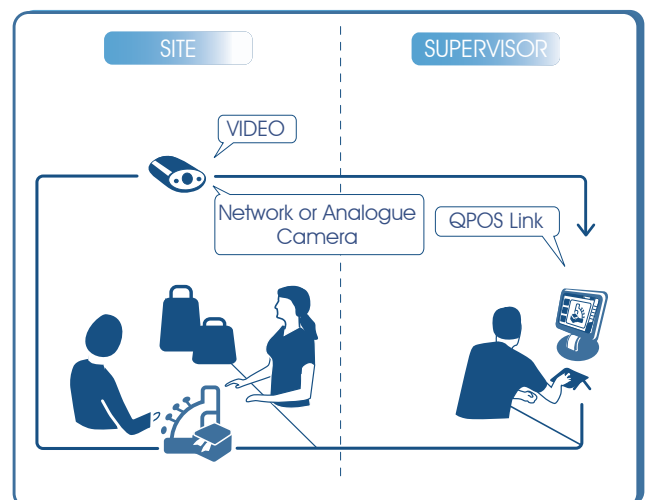 SITE
SUPERVISOR
VIDEO
Network or Analogue
Camera
QPOS Link